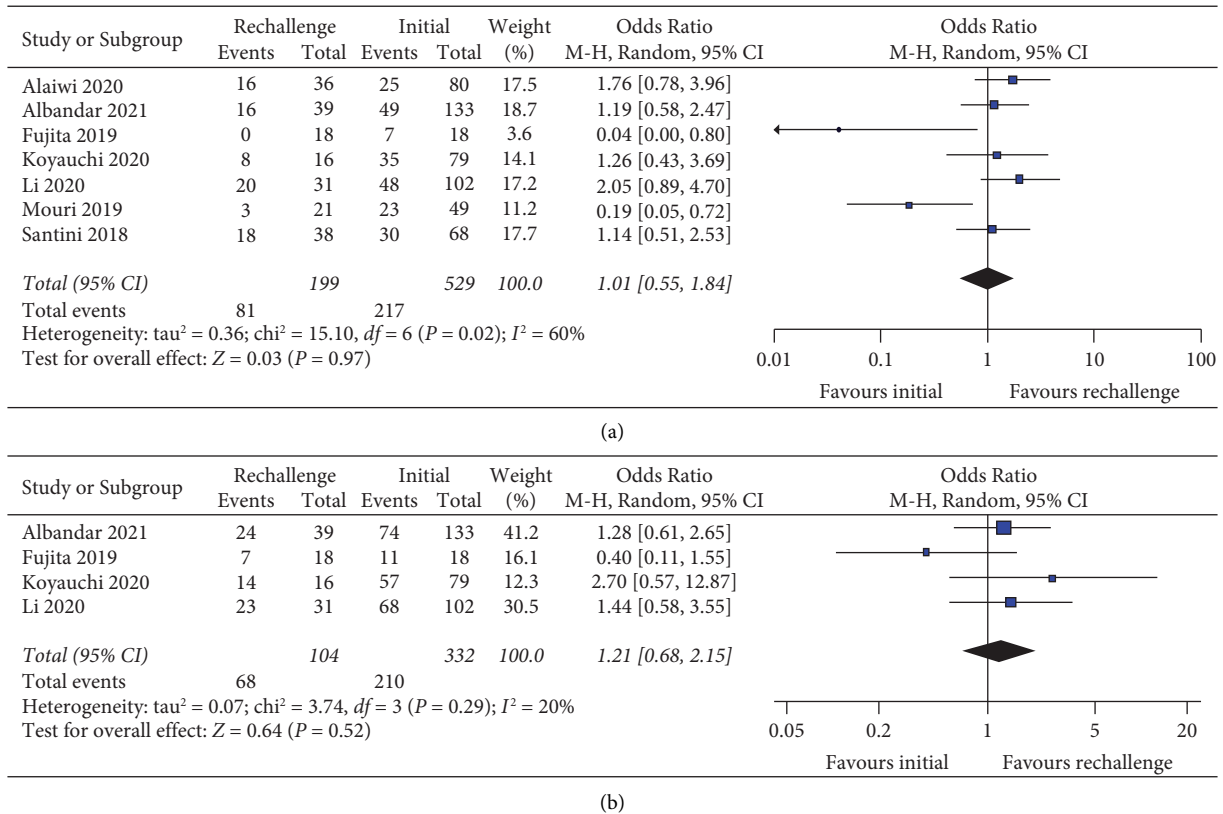 Study or Subgroup Rechallenge Initial Weight Odds Ratio Odds Ratio
Events Total Events Total (%) M-H, Random, 95% CI M-H, Random, 95% CI
Alaiwi 2020 16 36 25 80 17.5 1.76 [0.78, 3.96]
Albandar 2021 16 39 49 133 18.7 1.19 [0.58, 2.47]
Fujita 2019 0 18 7 18 3.6 0.04 [0.00, 0.80]
Koyauchi 2020 8 16 35 79 14.1 1.26 [0.43, 3.69]
Li 2020 20 31 48 102 17.2 2.05 [0.89, 4.70]
Mouri 2019 3 21 23 49 11.2 0.19 [0.05, 0.72]
Santini 2018 18 38 30 68 17.7 1.14 [0.51, 2.53]
Total (95% CI) 199 529 100.0 1.01 [0.55, 1.84]
Total events 81 217
Heterogeneity: tau² = 0.36; chi² = 15.10, df = 6 (P = 0.02); I² = 60%
Test for overall effect: Z = 0.03 (P = 0.97)
0.01 0.1 1 10 100
Favours initial Favours rechallenge
(a)
Study or Subgroup Rechallenge Initial Weight Odds Ratio Odds Ratio
Events Total Events Total (%) M-H, Random, 95% CI M-H, Random, 95% CI
Albandar 2021 24 39 74 133 41.2 1.28 [0.61, 2.65]
Fujita 2019 7 18 11 18 16.1 0.40 [0.11, 1.55]
Koyauchi 2020 14 16 57 79 12.3 2.70 [0.57, 12.87]
Li 2020 23 31 68 102 30.5 1.44 [0.58, 3.55]
Total (95% CI) 104 332 100.0 1.21 [0.68, 2.15]
Total events 68 210
Heterogeneity: tau² = 0.07; chi² = 3.74, df = 3 (P = 0.29); I² = 20%
Test for overall effect: Z = 0.64 (P = 0.52)
0.05 0.2 1 5 20
Favours initial Favours rechallenge
(b)